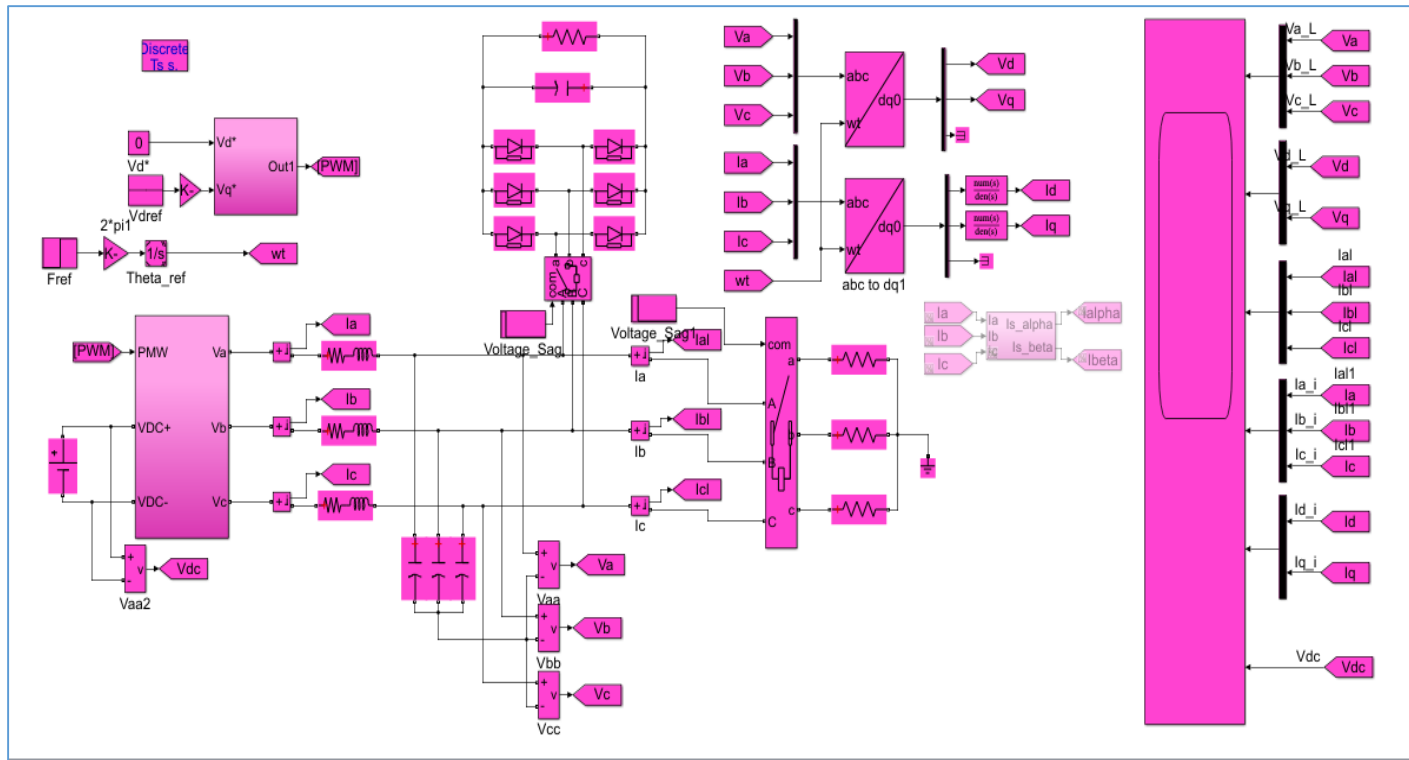 Discrete
Ts s.
0
Vd*
Vd*
Vq*
Out1
[PWM]
K-
Vdref
2*pi1
Fref
K-
1/s
Theta_ref
wt
a
b
c
com
A
B
C
Voltage_Sag
Voltage_Sag1
Va
Vb
Vc
abc
wt
dq0
Vd
Vq
Ia
Ib
Ic
wt
abc
wt
dq0
abc to dq1
num(s)
den(s)
Id
num(s)
den(s)
Iq
Ia
Ib
Ic
Ia
Ib
Ic
Is_alpha
Is_beta
Ialpha
Ibeta
[PWM]
PMW
VDC+
VDC-
Va
Vb
Vc
Ia
Ib
Ic
+
v
-
+
Vaa2
Vdc
Ial
Ia
Ibl
Ib
Icl
Ic
com
a
A
b
B
c
C
+
-
v
Vaa
Va
+
-
v
Vbb
Vb
+
-
v
Vcc
Vc
Va_L
Va
Vb_L
Vb
Vc_L
Vc
Vd_L
Vd
Vq_L
Vq
Ial
Ial
Ibl
Ibl
Icl
Icl
Ial1
Ia_i
Ia
Ibl1
Ib_i
Ib
Icl1
Ic_i
Ic
Id_i
Id
Iq_i
Iq
Vdc
Vdc